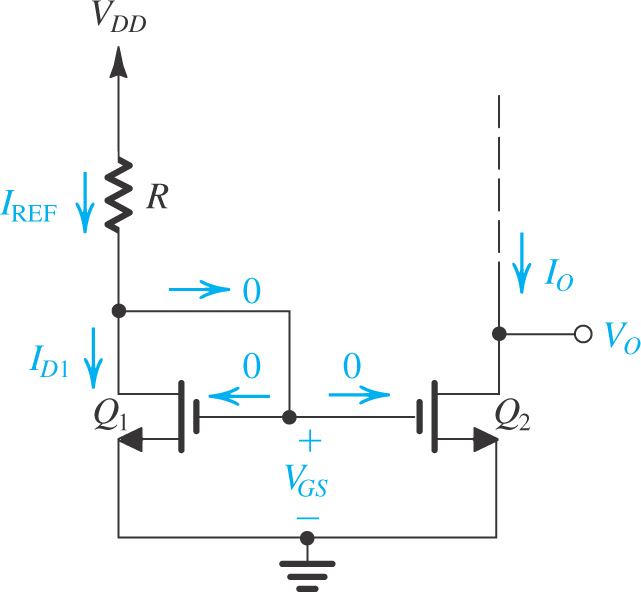 V_DD
R
I_REF
0
I_O
V_O
I_D1
0
0
Q_1
Q_2
+
V_GS
−